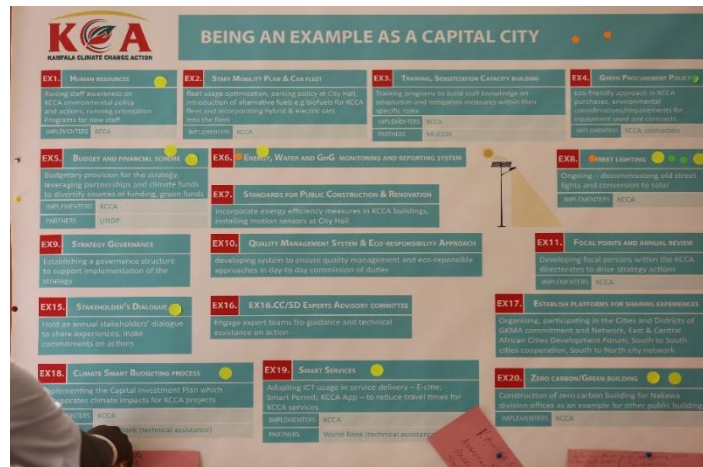 KCCA
KAMPALA CLIMATE CHANGE ACTION
BEING AN EXAMPLE AS A CAPITAL CITY
EX1. HUMAN RESOURCES
Raising staff awareness on
KCCA environmental policy
and actions, running orientation
Programs for new staff
IMPLEMENTERS KCCA
EX2. STAFF MOBILITY PLAN & CAR FLEET
fleet usage optimization, parking policy at City Hall,
introduction of alternative fuels e.g biofuels for KCCA
fleet and incorporating hybrid & electric cars
into the fleet
IMPLEMENTERS KCCA
EX3. TRAINING, SENSITIZATION CAPACITY BUILDING
Training programs to build staff knowledge on
adaptation and mitigation measures within their
specific roles
IMPLEMENTERS KCCA
PARTNERS MUCCRI
EX4. GREEN PROCUREMENT POLICY
eco-friendly approach in KCCA
purchases, environmental
considerations/requirements for
equipment used and contracts
IMPLEMENTERS KCCA, contractors
EX5. BUDGET AND FINANCIAL SCHEME
Budgetary provision for the strategy,
leveraging partnerships and climate funds
to diversify sources of funding, green funds
IMPLEMENTERS KCCA
PARTNERS UNDP
EX6. ENERGY, WATER AND GHG MONITORING AND REPORTING SYSTEM
EX7. STANDARDS FOR PUBLIC CONSTRUCTION & RENOVATION
Incorporate energy efficiency measures in KCCA buildings,
installing motion sensors at City Hall
EX8. STREET LIGHTING
Ongoing – decommissioning old street
lights and conversion to solar
IMPLEMENTERS KCCA
EX9. STRATEGY GOVERNANCE
Establishing a governance structure
to support implementation of the
strategy
EX10. QUALITY MANAGEMENT SYSTEM & ECO-RESPONSIBILITY APPROACH
developing system to ensure quality management and eco-reponsible
approaches in day-to day commission of duties
EX11. FOCAL POINTS AND ANNUAL REVIEW
Developing focal persons within the KCCA
directorates to drive strategy actions
IMPLEMENTERS KCCA
EX15. STAKEHOLDER'S DIALOGUE
Hold an annual stakeholders' dialogue
to share experiences, make
commitments on actions
EX16. EX16.CC/SD EXPERTS ADVISORY COMMITTEE
Engage expert teams fro guidance and technical
assistance on action
EX17. ESTABLISH PLATFORMS FOR SHARING EXPERIENCES
Organising, participating in the Cities and Districts of
GKMA commitment and Network, East & Central
African Cities Development Forum, South to South
cities cooperation, South to North city network
EX18. CLIMATE SMART BUDGETING PROCESS
Implementing the Capital Investment Plan which
incorporates climate impacts for KCCA projects
KCCA
bank (technical assistance)
EX19. SMART SERVICES
Adopting ICT usage in service delivery – E-citie;
Smart Permit; KCCA App – to reduce travel times for
KCCA services
IMPLEMENTERS KCCA
PARTNERS World Bank (technical assistance)
EX20. ZERO CARBON/GREEN BUILDING
Construction of zero carbon building for Nakawa
division offices as an example for other public building
IMPLEMENTERS KCCA